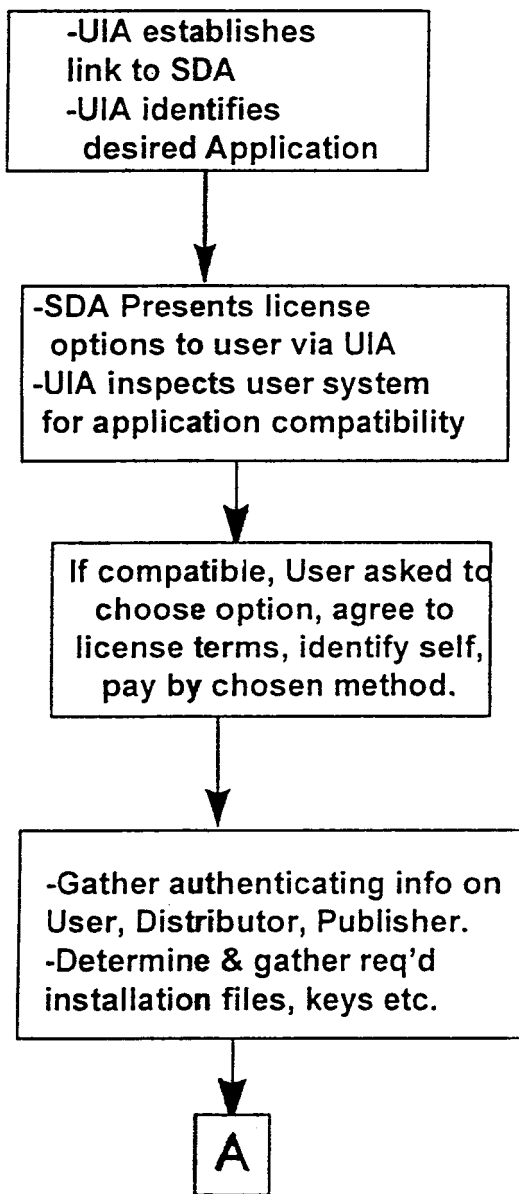 -UIA establishes
link to SDA
-UIA identifies
desired Application
-SDA Presents license
options to user via UIA
-UIA inspects user system
for application compatibility
If compatible, User asked to
choose option, agree to
license terms, identify self,
pay by chosen method.
-Gather authenticating info on
User, Distributor, Publisher.
-Determine & gather req'd
installation files, keys etc.
A